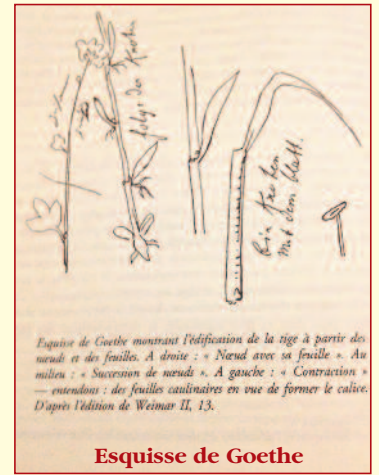 folge der Knoten
Ein Knoten
mit dem Blatt.
Esquisse de Goethe montrant l'édification de la tige à partir des
nœuds et des feuilles. A droite : « Nœud avec sa feuille ». Au
milieu : « Succession de nœuds ». A gauche : « Contraction »
— entendons : des feuilles caulinaires en vue de former le calice.
D'après l'édition de Weimar II, 13.
Esquisse de Goethe